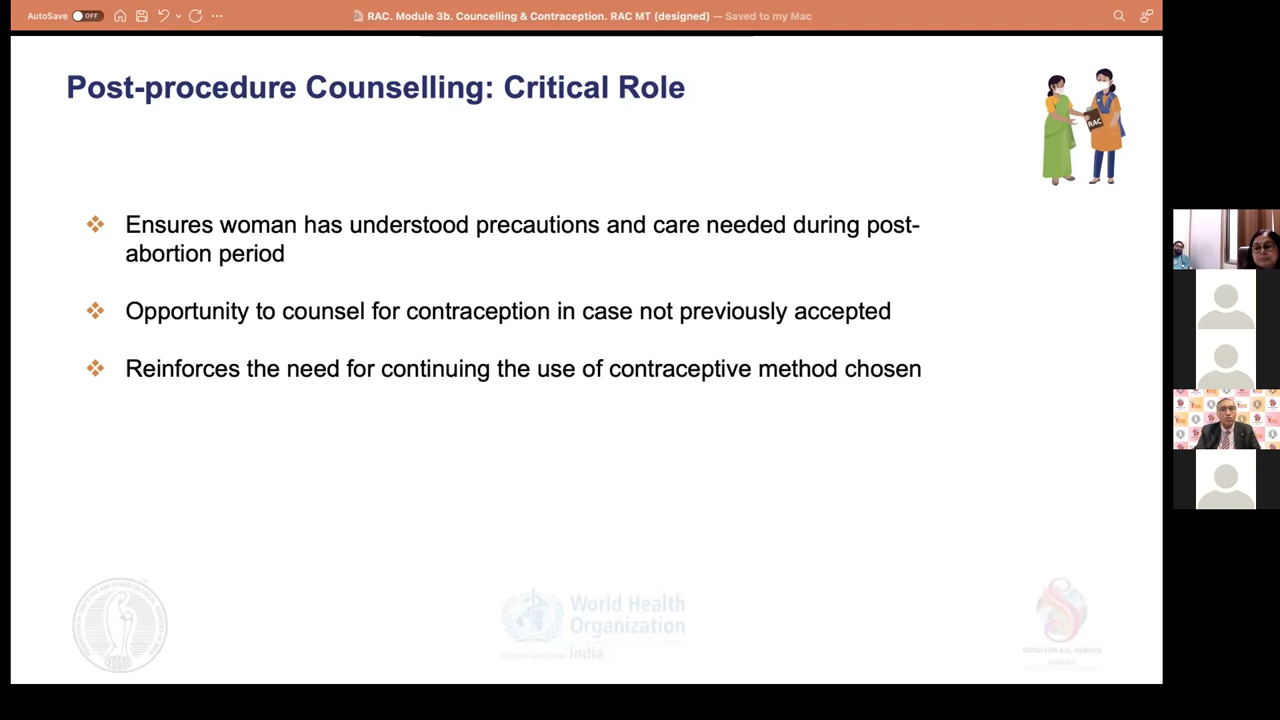 AutoSave OFF
RAC. Module 3b. Councelling & Contraception. RAC MT (designed) — Saved to my Mac
Post-procedure Counselling: Critical Role
RAC
Ensures woman has understood precautions and care needed during post-
abortion period
Opportunity to counsel for contraception in case not previously accepted
Reinforces the need for continuing the use of contraceptive method chosen
World Health
Organization
India